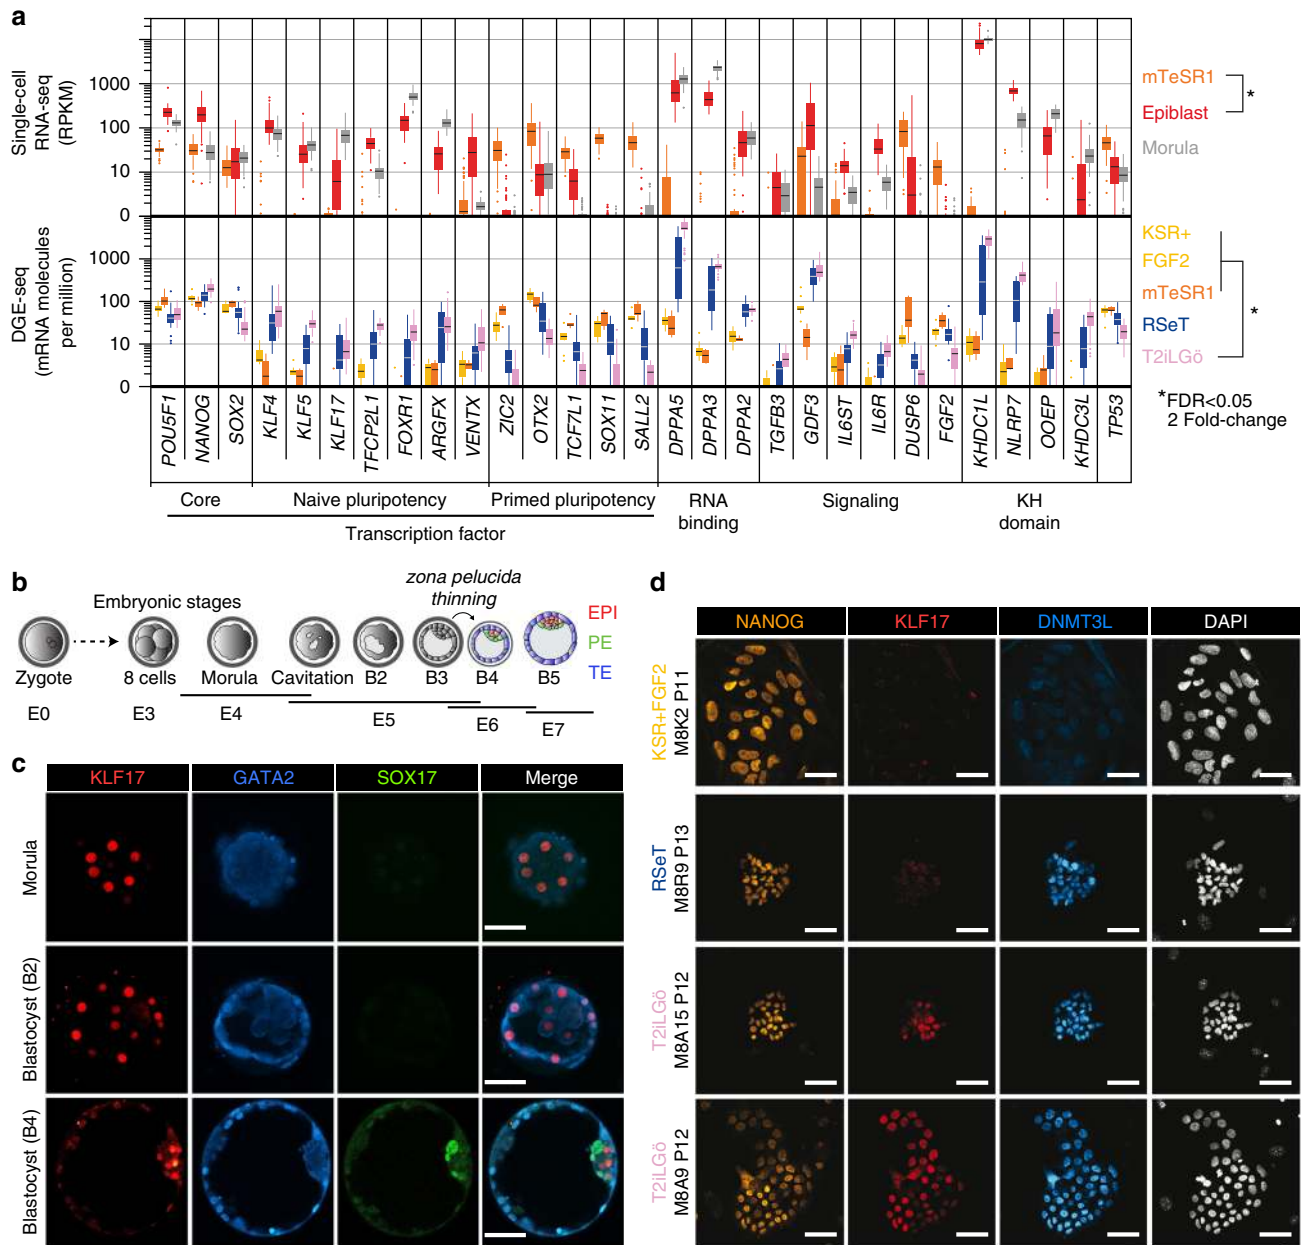 a
Single-cell
RNA-seq
(RPKM)
1000
100
10
0
mTeSR1
Epiblast
*
Morula
DGE-seq
(mRNA molecules
per million)
1000
100
10
0
KSR+
FGF2
mTeSR1
RSeT
T2iLGö
*
*FDR<0.05
2 Fold-change
POU5F1
NANOG
SOX2
KLF4
KLF5
KLF17
TFCP2L1
FOXR1
ARGFX
VENTX
ZIC2
OTX2
TCF7L1
SOX11
SALL2
DPPA5
DPPA3
DPPA2
TGFB3
GDF3
IL6ST
IL6R
DUSP6
FGF2
KHDC1L
NLRP7
OOEP
KHDC3L
TP53
Core
Naive pluripotency
Primed pluripotency
RNA
binding
Signaling
KH
domain
Transcription factor
b
Embryonic stages
zona pelucida
thinning
EPI
PE
TE
Zygote
8 cells
Morula
Cavitation
B2
B3
B4
B5
E0
E3
E4
E5
E6
E7
c
KLF17
GATA2
SOX17
Merge
Morula
Blastocyst (B2)
Blastocyst (B4)
d
NANOG
KLF17
DNMT3L
DAPI
KSR+FGF2
M8K2 P11
RSeT
M8R9 P13
T2iLGö
M8A15 P12
T2iLGö
M8A9 P12